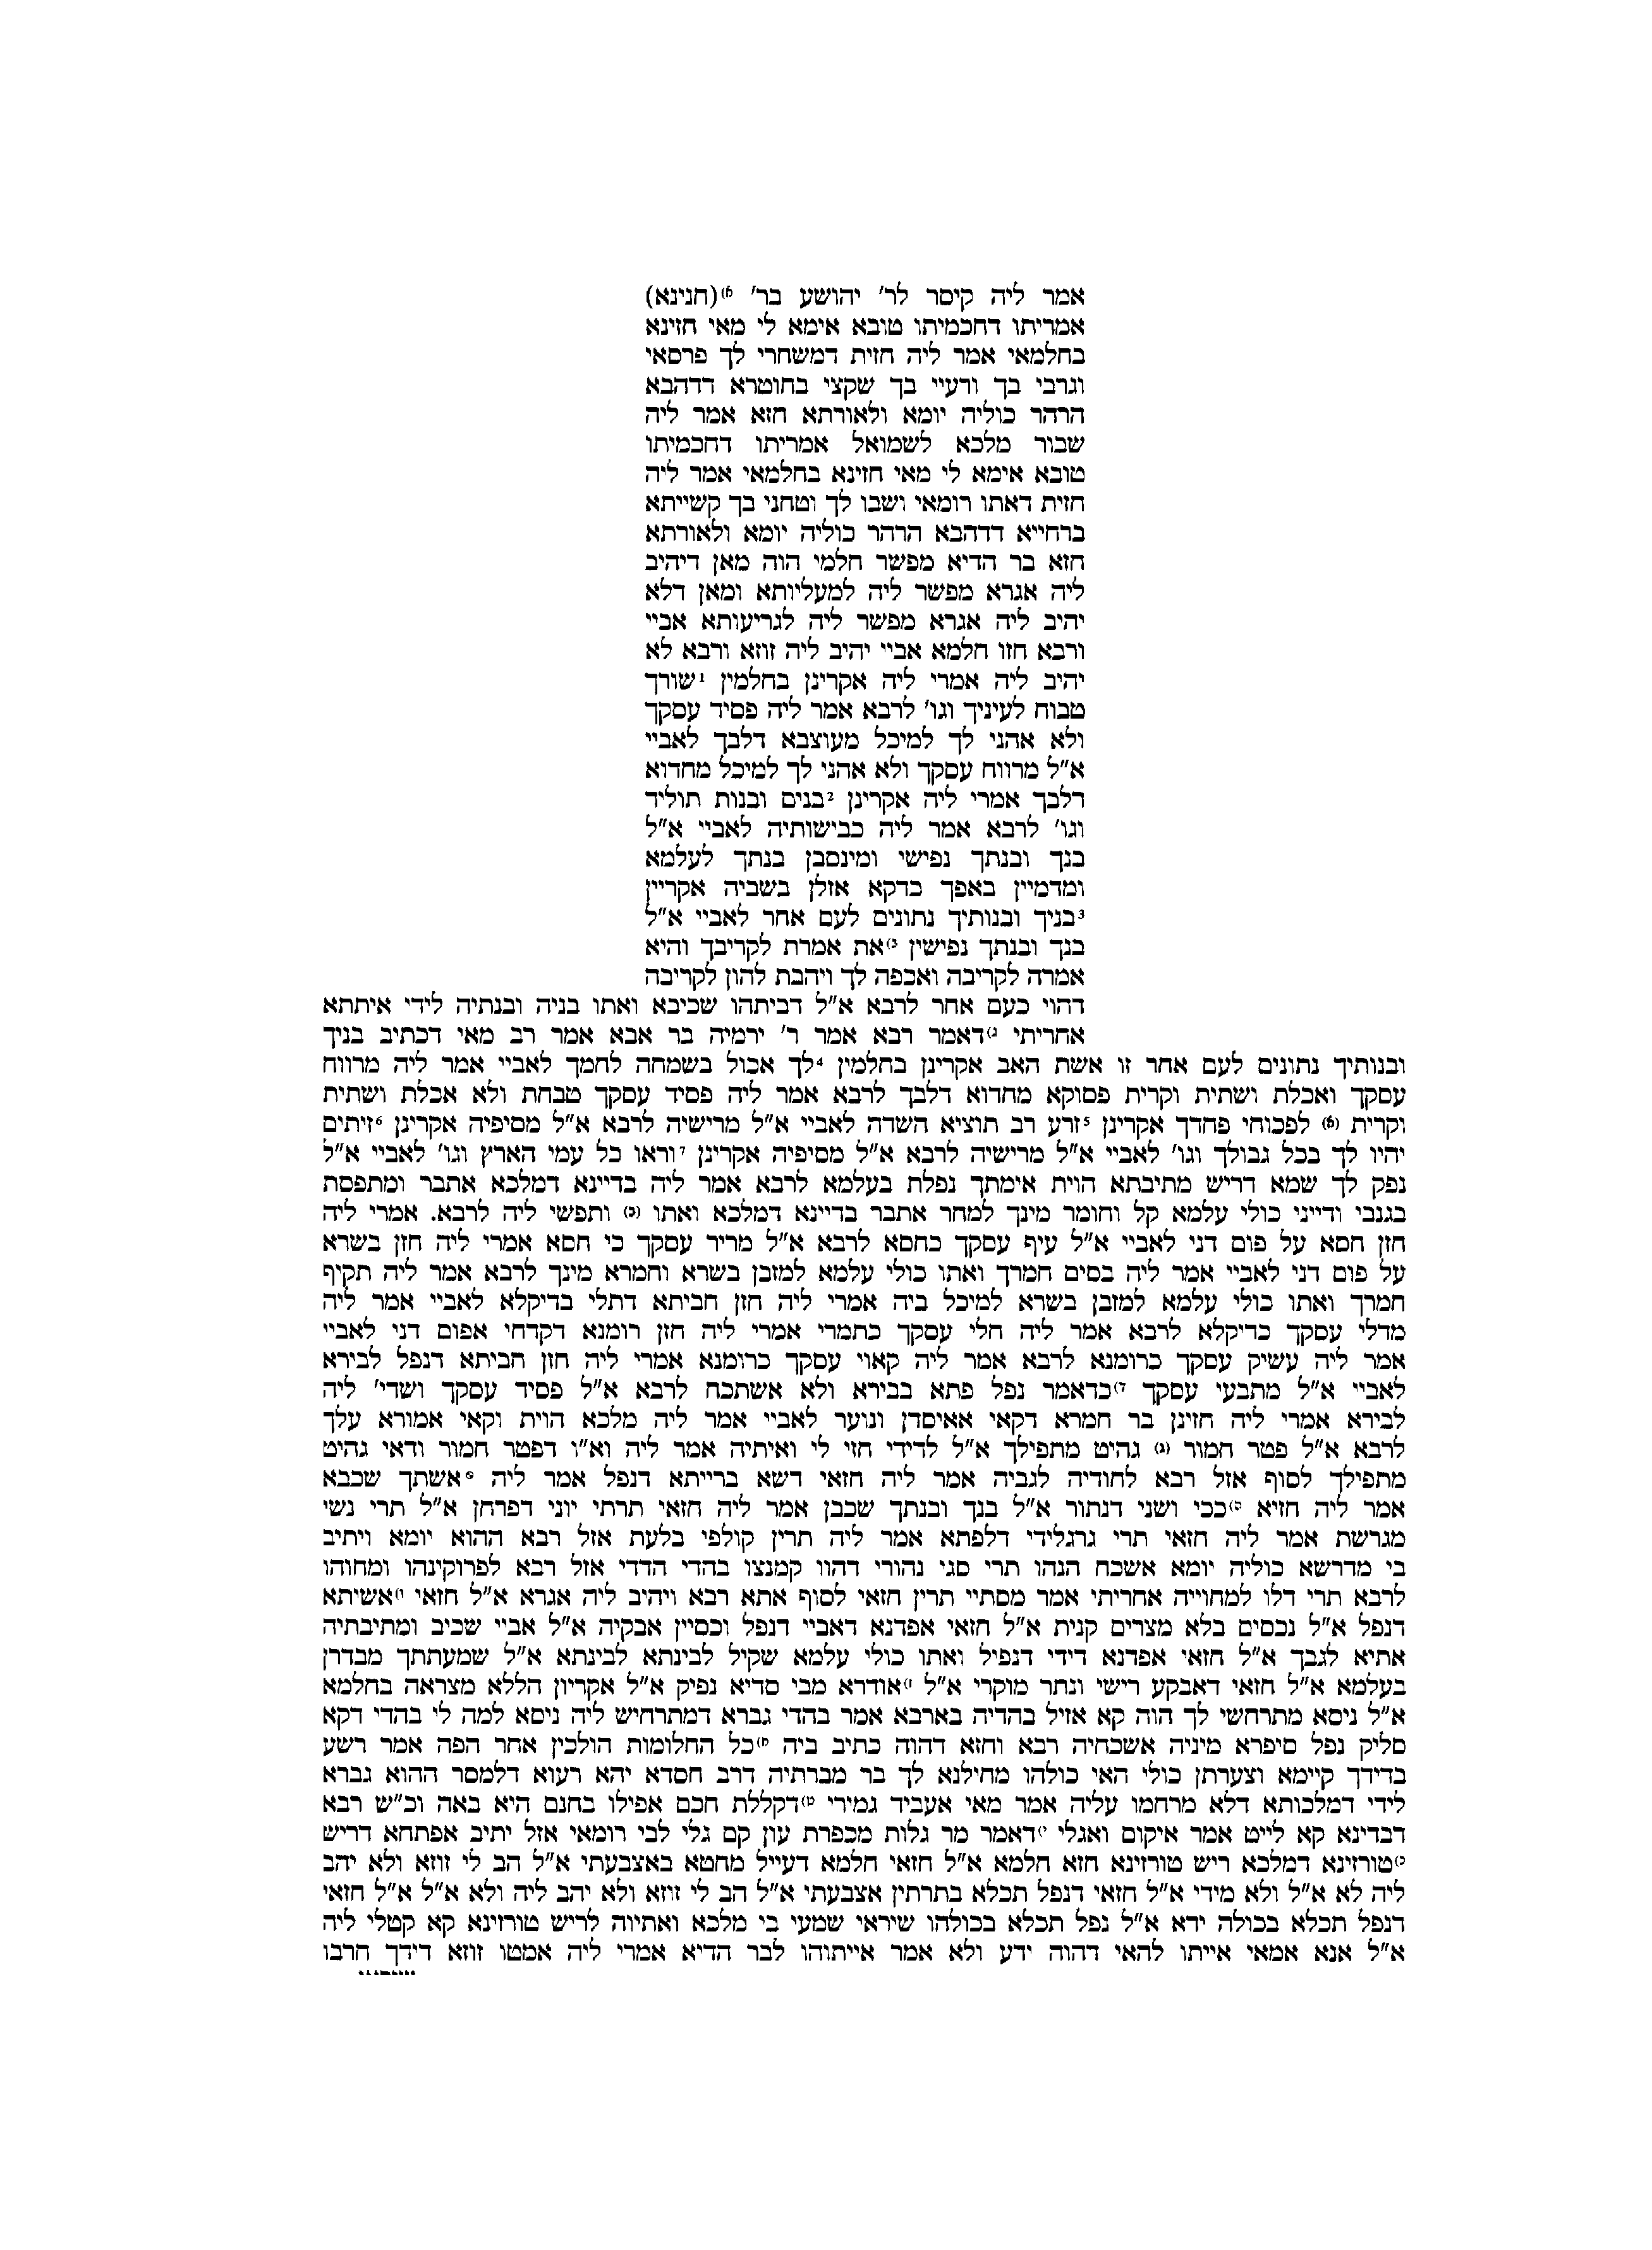 אמר ליה קיסר לר' יהושע בר' א)(חנינא)
אמריתו דחכמיתו טובא אימא לי מאי חזינא
בחלמאי אמר ליה חזית דמשחרי לך פרסאי
וגרבי בך ורעיי בך שקצי בחוטרא דדהבא
הרהר כוליה יומא ולאורתא חזא אמר ליה
שבור מלכא לשמואל אמריתו דחכמיתו
טובא אימא לי מאי חזינא בחלמאי אמר ליה
חזית דאתו רומאי ושבו לך וטחני בך קשייתא
ברחייא דדהבא הרהר כוליה יומא ולאורתא
חזא בר הדיא מפשר חלמי הוה מאן דיהיב
ליה אגרא מפשר ליה למעליותא ומאן דלא
יהיב ליה אגרא מפשר ליה לגריעותא אביי
ורבא חזו חלמא אביי יהיב ליה זוזא ורבא לא
יהיב ליה אמרי ליה אקרינן בחלמין 1שורך
טבוח לעיניך וגו' לרבא אמר ליה פסיד עסקך
ולא אהני לך למיכל מעוצבא דלבך לאביי
א"ל מרווח עסקך ולא אהני לך למיכל מחדוא
דלבך אמרי ליה אקרינן 2בנים ובנות תוליד
וגו' לרבא אמר ליה כבישותיה לאביי א"ל
בנך ובנתך נפישי ומינסבן בנתך לעלמא
ומדמיין באפך כדקא אזלן בשביה אקריין
3בניך ובנותיך נתונים לעם אחר לאביי א"ל
בנך ובנתך נפישין ב)את אמרת לקריבך והיא
אמרה לקריבה ואכפה לך ויהבת להון לקריבה
דהוי כעם אחר לרבא א"ל דביתהו שכיבא ואתו בניה ובנתיה לידי איתתא
אחריתי ג)דאמר רבא אמר ר' ירמיה בר אבא אמר רב מאי דכתיב בניך
ובנותיך נתונים לעם אחר זו אשת האב אקרינן בחלמין 4לך אכול בשמחה לחמך לאביי אמר ליה מרווח
עסקך ואכלת ושתית וקרית פסוקא מחדוא דלבך לרבא אמר ליה פסיד עסקך טבחת ולא אכלת ושתית
וקרית (א) לפכוחי פחדך אקרינן 5זרע רב תוציא השדה לאביי א"ל מרישיה לרבא א"ל מסיפיה אקרינן 6זיתים
יהיו לך בכל גבולך וגו' לאביי א"ל מרישיה לרבא א"ל מסיפיה אקרינן 7וראו כל עמי הארץ וגו' לאביי א"ל
נפק לך שמא דריש מתיבתא הוית אימתך נפלת בעלמא לרבא אמר ליה בדיינא דמלכא אתבר ומתפסת
בגנבי ודייני כולי עלמא קל וחומר מינך למחר אתבר בדיינא דמלכא ואתו (ב) ותפשי ליה לרבא. אמרי ליה
חזן חסא על פום דני לאביי א"ל עיף עסקך כחסא לרבא א"ל מריר עסקך כי חסא אמרי ליה חזן בשרא
על פום דני לאביי אמר ליה בסים חמרך ואתו כולי עלמא למזבן בשרא וחמרא מינך לרבא אמר ליה תקיף
חמרך ואתו כולי עלמא למזבן בשרא למיכל ביה אמרי ליה חזן חביתא דתלי בדיקלא לאביי אמר ליה
מדלי עסקך כדיקלא לרבא אמר ליה חלי עסקך כתמרי אמרי ליה חזן רומנא דקדחי אפום דני לאביי
אמר ליה עשיק עסקך כרומנא לרבא אמר ליה קאוי עסקך כרומנא אמרי ליה חזן חביתא דנפל לבירא
לאביי א"ל מתבעי עסקך ד)כדאמר נפל פתא בבירא ולא אשתכח לרבא א"ל פסיד עסקך ושדי' ליה
לבירא אמרי ליה חזינן בר חמרא דקאי אאיסדן ונוער לאביי אמר ליה מלכא הוית וקאי אמורא עלך
לרבא א"ל פטר חמור (ג) גהיט מתפילך א"ל לדידי חזי לי ואיתיה אמר ליה וא"ו דפטר חמור ודאי גהיט
מתפילך לסוף אזל רבא לחודיה לגביה אמר ליה חזאי דשא ברייתא דנפל אמר ליה אשתך שכבא
אמר ליה חזיא ה)ככי ושני דנתור א"ל בנך ובנתך שכבן אמר ליה חזאי תרתי יוני דפרחן א"ל תרי נשי
מגרשת אמר ליה חזאי תרי גרגלידי דלפתא אמר ליה תרין קולפי בלעת אזל רבא ההוא יומא ויתיב
בי מדרשא כוליה יומא אשכח הנהו תרי סגי נהורי דהוו קמנצו בהדי הדדי אזל רבא לפרוקינהו ומחוהו
לרבא תרי דלו למחוייה אחריתי אמר מסתיי תרין חזאי לסוף אתא רבא ויהיב ליה אגרא א"ל חזאי ו)אשיתא
דנפל א"ל נכסים בלא מצרים קנית א"ל חזאי אפדנא דאביי דנפל וכסיין אבקיה א"ל אביי שכיב ומתיבתיה
אתיא לגבך א"ל חזאי אפדנא דידי דנפיל ואתו כולי עלמא שקיל לבינתא לבינתא א"ל שמעתתך מבדרן
בעלמא א"ל חזאי דאבקע רישי ונתר מוקרי א"ל ז)אודרא מבי סדיא נפיק א"ל אקריון הללא מצראה בחלמא
א"ל ניסא מתרחשי לך הוה קא אזיל בהדיה בארבא אמר בהדי גברא דמתרחיש ליה ניסא למה לי בהדי דקא
סליק נפל סיפרא מיניה אשכחיה רבא וחזא דהוה כתיב ביה ח)כל החלומות הולכין אחר הפה אמר רשע
בדידך קיימא וצערתן כולי האי כולהו מחילנא לך בר מברתיה דרב חסדא יהא רעוא דלמסר ההוא גברא
לידי דמלכותא דלא מרחמו עליה אמר מאי אעביד גמירי ט)דקללת חכם אפילו בחנם היא באה וכ"ש רבא
דבדינא קא לייט אמר איקום ואגלי י)דאמר מר גלות מכפרת עון קם גלי לבי רומאי אזל יתיב אפתחא דריש
כ)טורזינא דמלכא ריש טורזינא חזא חלמא א"ל חזאי חלמא דעייל מחטא באצבעתי א"ל הב לי זוזא ולא יהב
ליה לא א"ל ולא מידי א"ל חזאי דנפל תכלא בתרתין אצבעתי א"ל הב לי זוזא ולא יהב ליה ולא א"ל א"ל חזאי
דנפל תכלא בכולה ידא א"ל נפל תכלא בכולהו שיראי שמעי בי מלכא ואתיוה לריש טורזינא קא קטלי ליה
א"ל אנא אמאי אייתו להאי דהוה ידע ולא אמר אייתוהו לבר הדיא אמרי ליה אמטו זוזא דידך חרבו